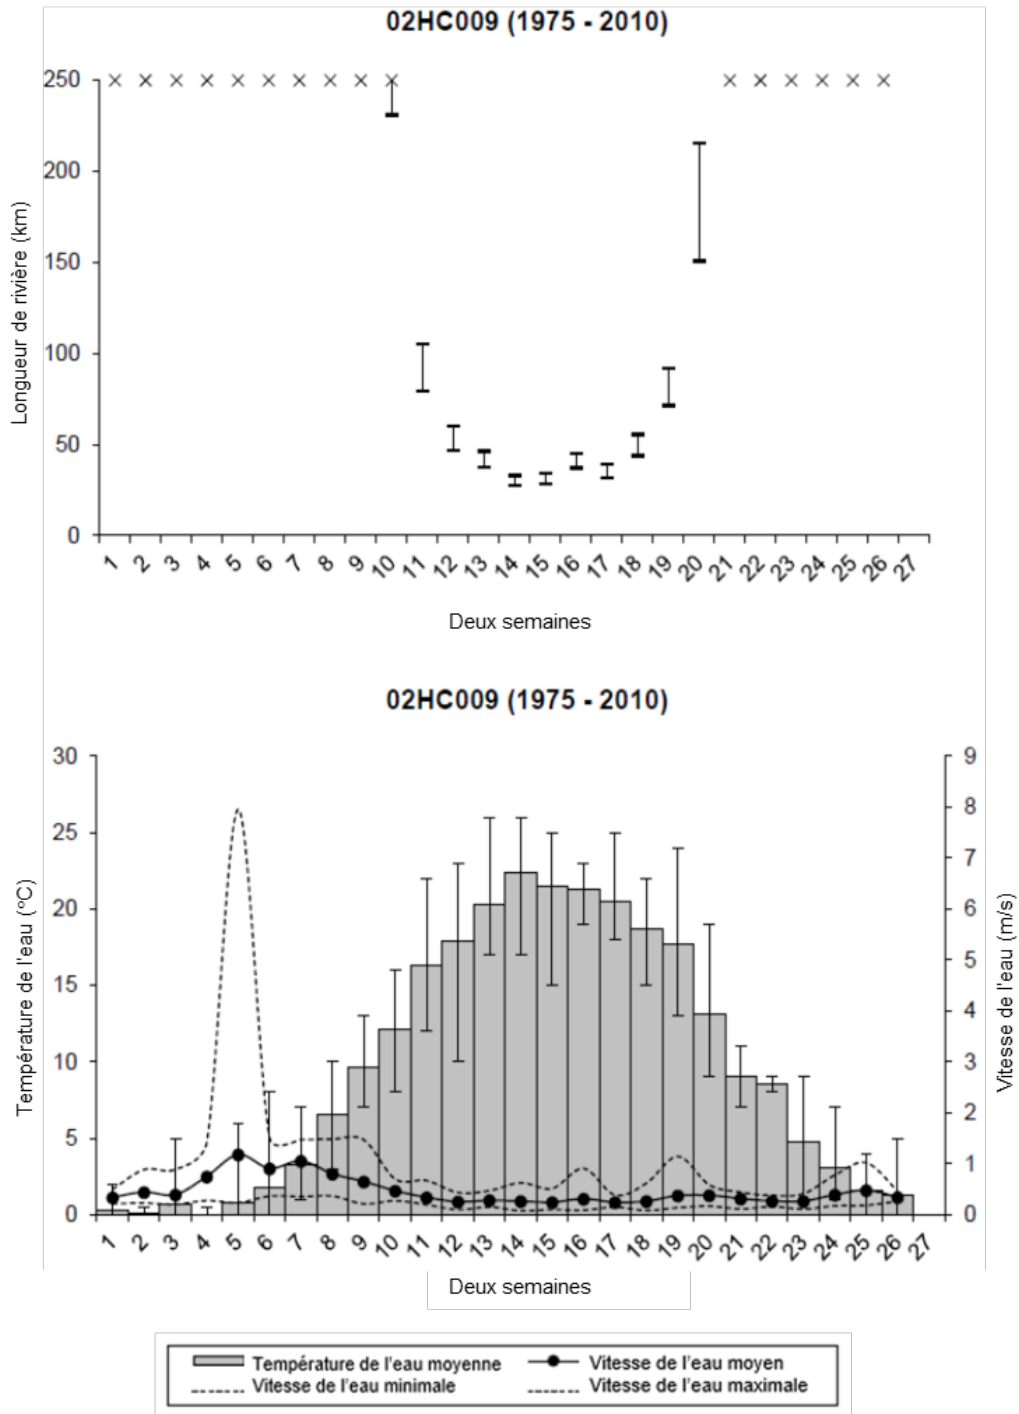 02HC009 (1975 - 2010)
250
200
150
100
50
0
Longueur de rivière (km)
1 2 3 4 5 6 7 8 9 10 11 12 13 14 15 16 17 18 19 20 21 22 23 24 25 26 27
Deux semaines
02HC009 (1975 - 2010)
30
25
20
15
10
5
0
Température de l'eau (°C)
9
8
7
6
5
4
3
2
1
0
Vitesse de l'eau (m/s)
1 2 3 4 5 6 7 8 9 10 11 12 13 14 15 16 17 18 19 20 21 22 23 24 25 26 27
Deux semaines
Température de l'eau moyenne
Vitesse de l'eau moyen
Vitesse de l'eau minimale
Vitesse de l'eau maximale